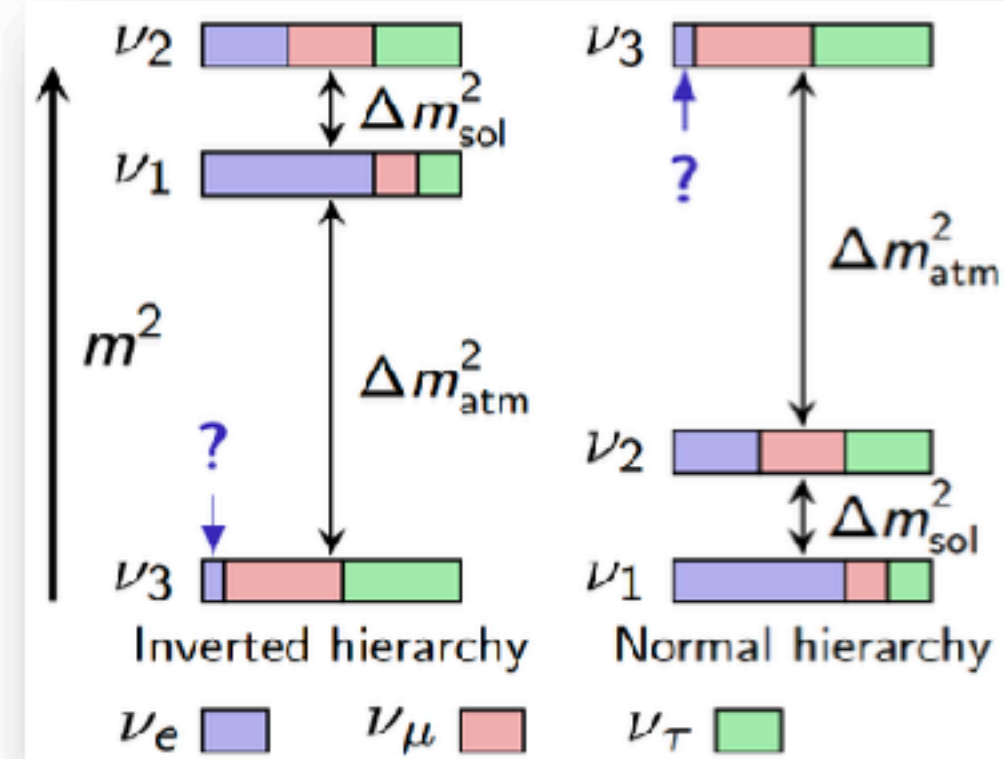 ν2
ν3
Δm²sol
ν1
?
Δm²atm
m²
Δm²atm
?
ν2
Δm²sol
ν3
ν1
Inverted hierarchy
Normal hierarchy
νe
νμ
ντ